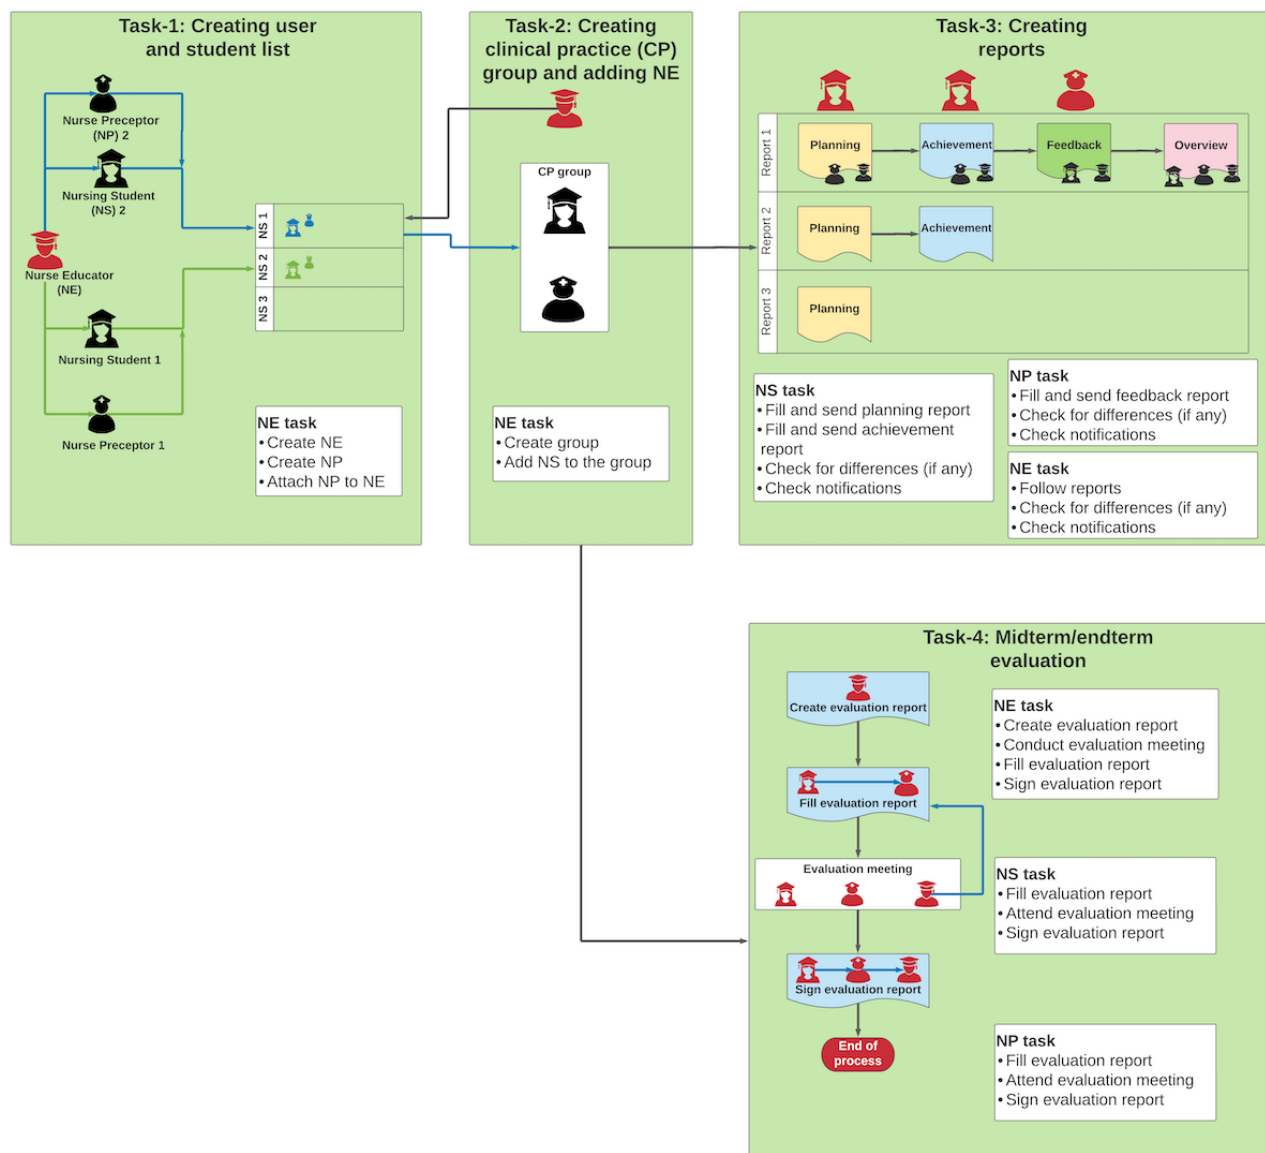 Task-1: Creating user
and student list
Nurse Preceptor
(NP) 2
Nursing Student
(NS) 2
Nurse Educator
(NE)
Nursing Student 1
Nurse Preceptor 1
NS 1
NS 2
NS 3
NE task
• Create NE
• Create NP
• Attach NP to NE
Task-2: Creating
clinical practice (CP)
group and adding NE
CP group
NE task
• Create group
• Add NS to the group
Task-3: Creating
reports
Report 1
Planning
Achievement
Feedback
Overview
Report 2
Planning
Achievement
Report 3
Planning
NS task
• Fill and send planning report
• Fill and send achievement
report
• Check for differences (if any)
• Check notifications
NP task
• Fill and send feedback report
• Check for differences (if any)
• Check notifications
NE task
• Follow reports
• Check for differences (if any)
• Check notifications
Task-4: Midterm/endterm
evaluation
Create evaluation report
Fill evaluation report
Evaluation meeting
Sign evaluation report
End of
process
NE task
• Create evaluation report
• Conduct evaluation meeting
• Fill evaluation report
• Sign evaluation report
NS task
• Fill evaluation report
• Attend evaluation meeting
• Sign evaluation report
NP task
• Fill evaluation report
• Attend evaluation meeting
• Sign evaluation report